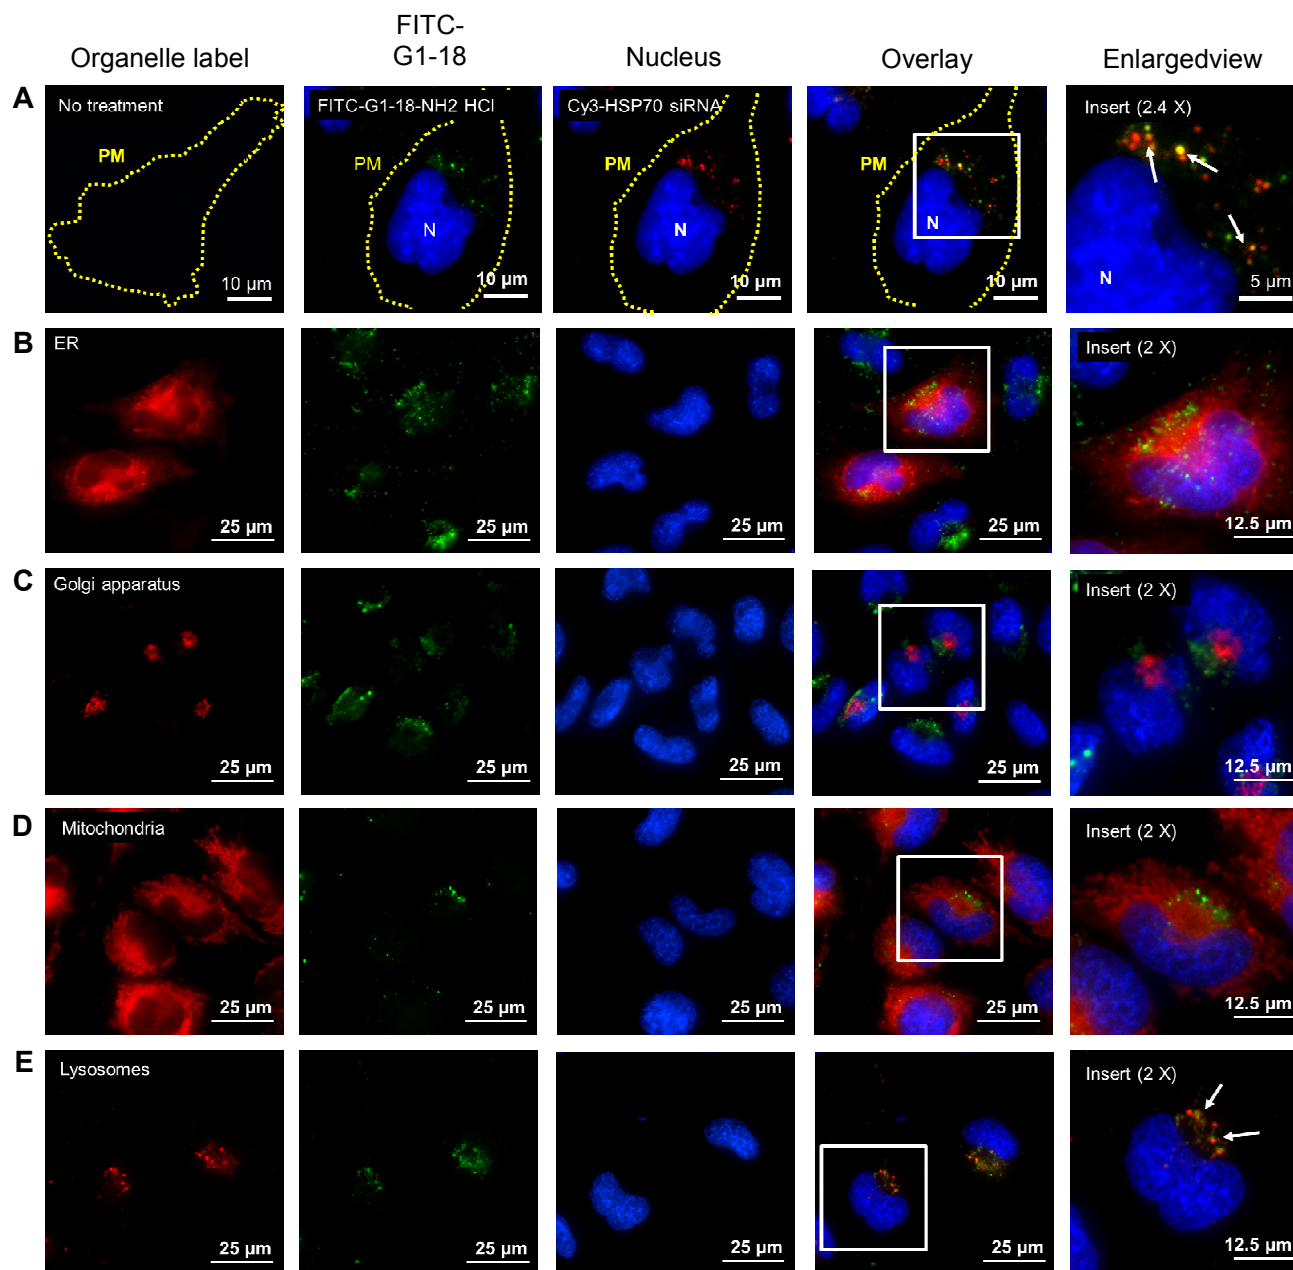 Organelle label
FITC-
G1-18
Nucleus
Overlay
Enlargedview
A
No treatment
PM
10 µm
FITC-G1-18-NH2 HCl
PM
N
10 µm
Cy3-HSP70 siRNA
PM
N
10 µm
PM
N
10 µm
Insert (2.4 X)
N
5 µm
B
ER
25 µm
25 µm
25 µm
25 µm
Insert (2 X)
12.5 µm
C
Golgi apparatus
25 µm
25 µm
25 µm
25 µm
Insert (2 X)
12.5 µm
D
Mitochondria
25 µm
25 µm
25 µm
25 µm
Insert (2 X)
12.5 µm
E
Lysosomes
25 µm
25 µm
25 µm
25 µm
Insert (2 X)
12.5 µm